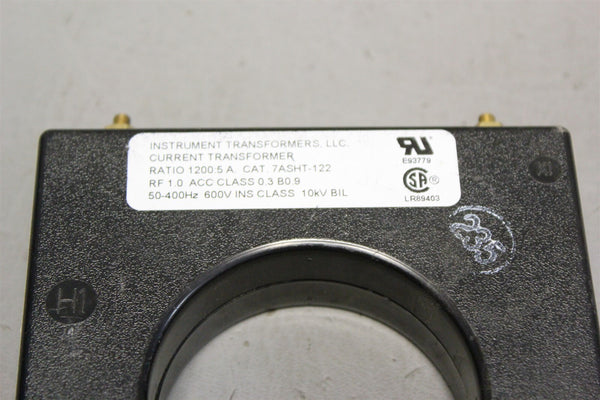 INSTRUMENT TRANSFORMERS, LLC.
CURRENT TRANSFORMER
RATIO 1200:5 A. CAT. 7ASHT-122
RF 1.0 ACC CLASS 0.3 B0.9
50-400Hz 600V INS CLASS 10kV BIL
E93779
SA
LR89403
H1